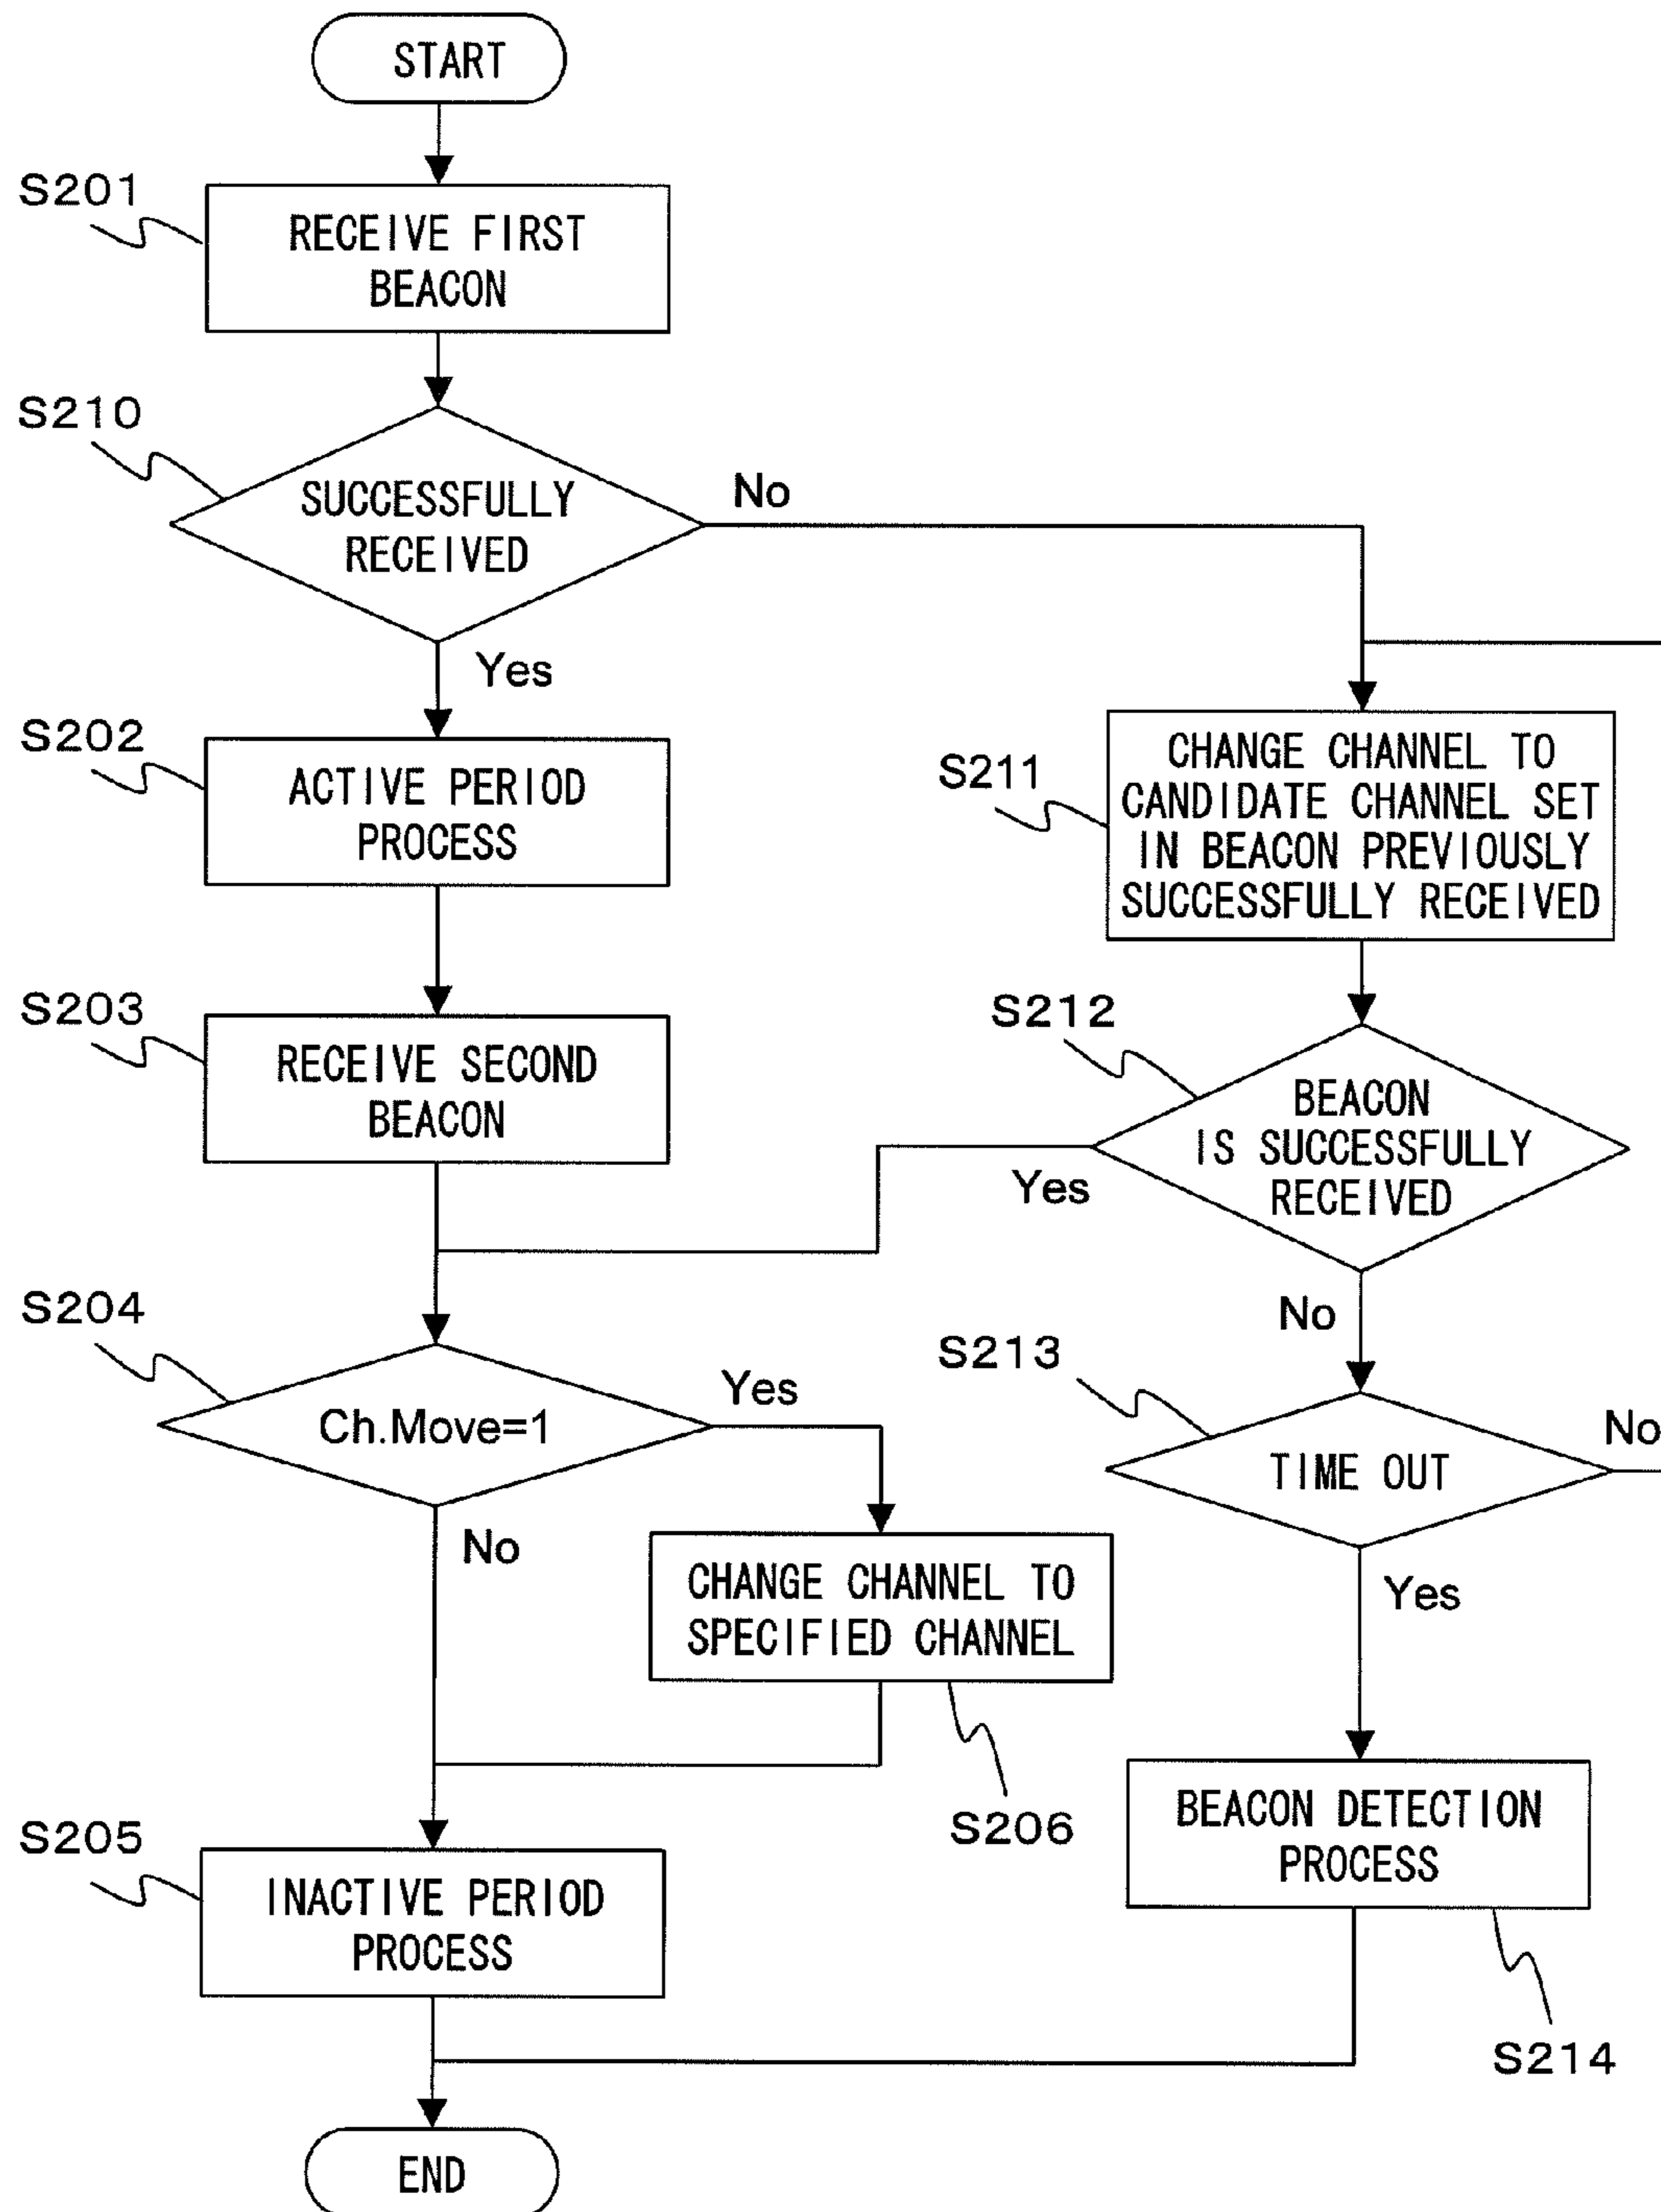 START
S201
RECEIVE FIRST
BEACON
S210
SUCCESSFULLY
RECEIVED
No
Yes
S202
ACTIVE PERIOD
PROCESS
S211
CHANGE CHANNEL TO
CANDIDATE CHANNEL SET
IN BEACON PREVIOUSLY
SUCCESSFULLY RECEIVED
S203
RECEIVE SECOND
BEACON
S212
BEACON
IS SUCCESSFULLY
RECEIVED
Yes
No
S204
Ch.Move=1
Yes
No
S213
TIME OUT
No
Yes
CHANGE CHANNEL TO
SPECIFIED CHANNEL
S206
S205
INACTIVE PERIOD
PROCESS
BEACON DETECTION
PROCESS
S214
END